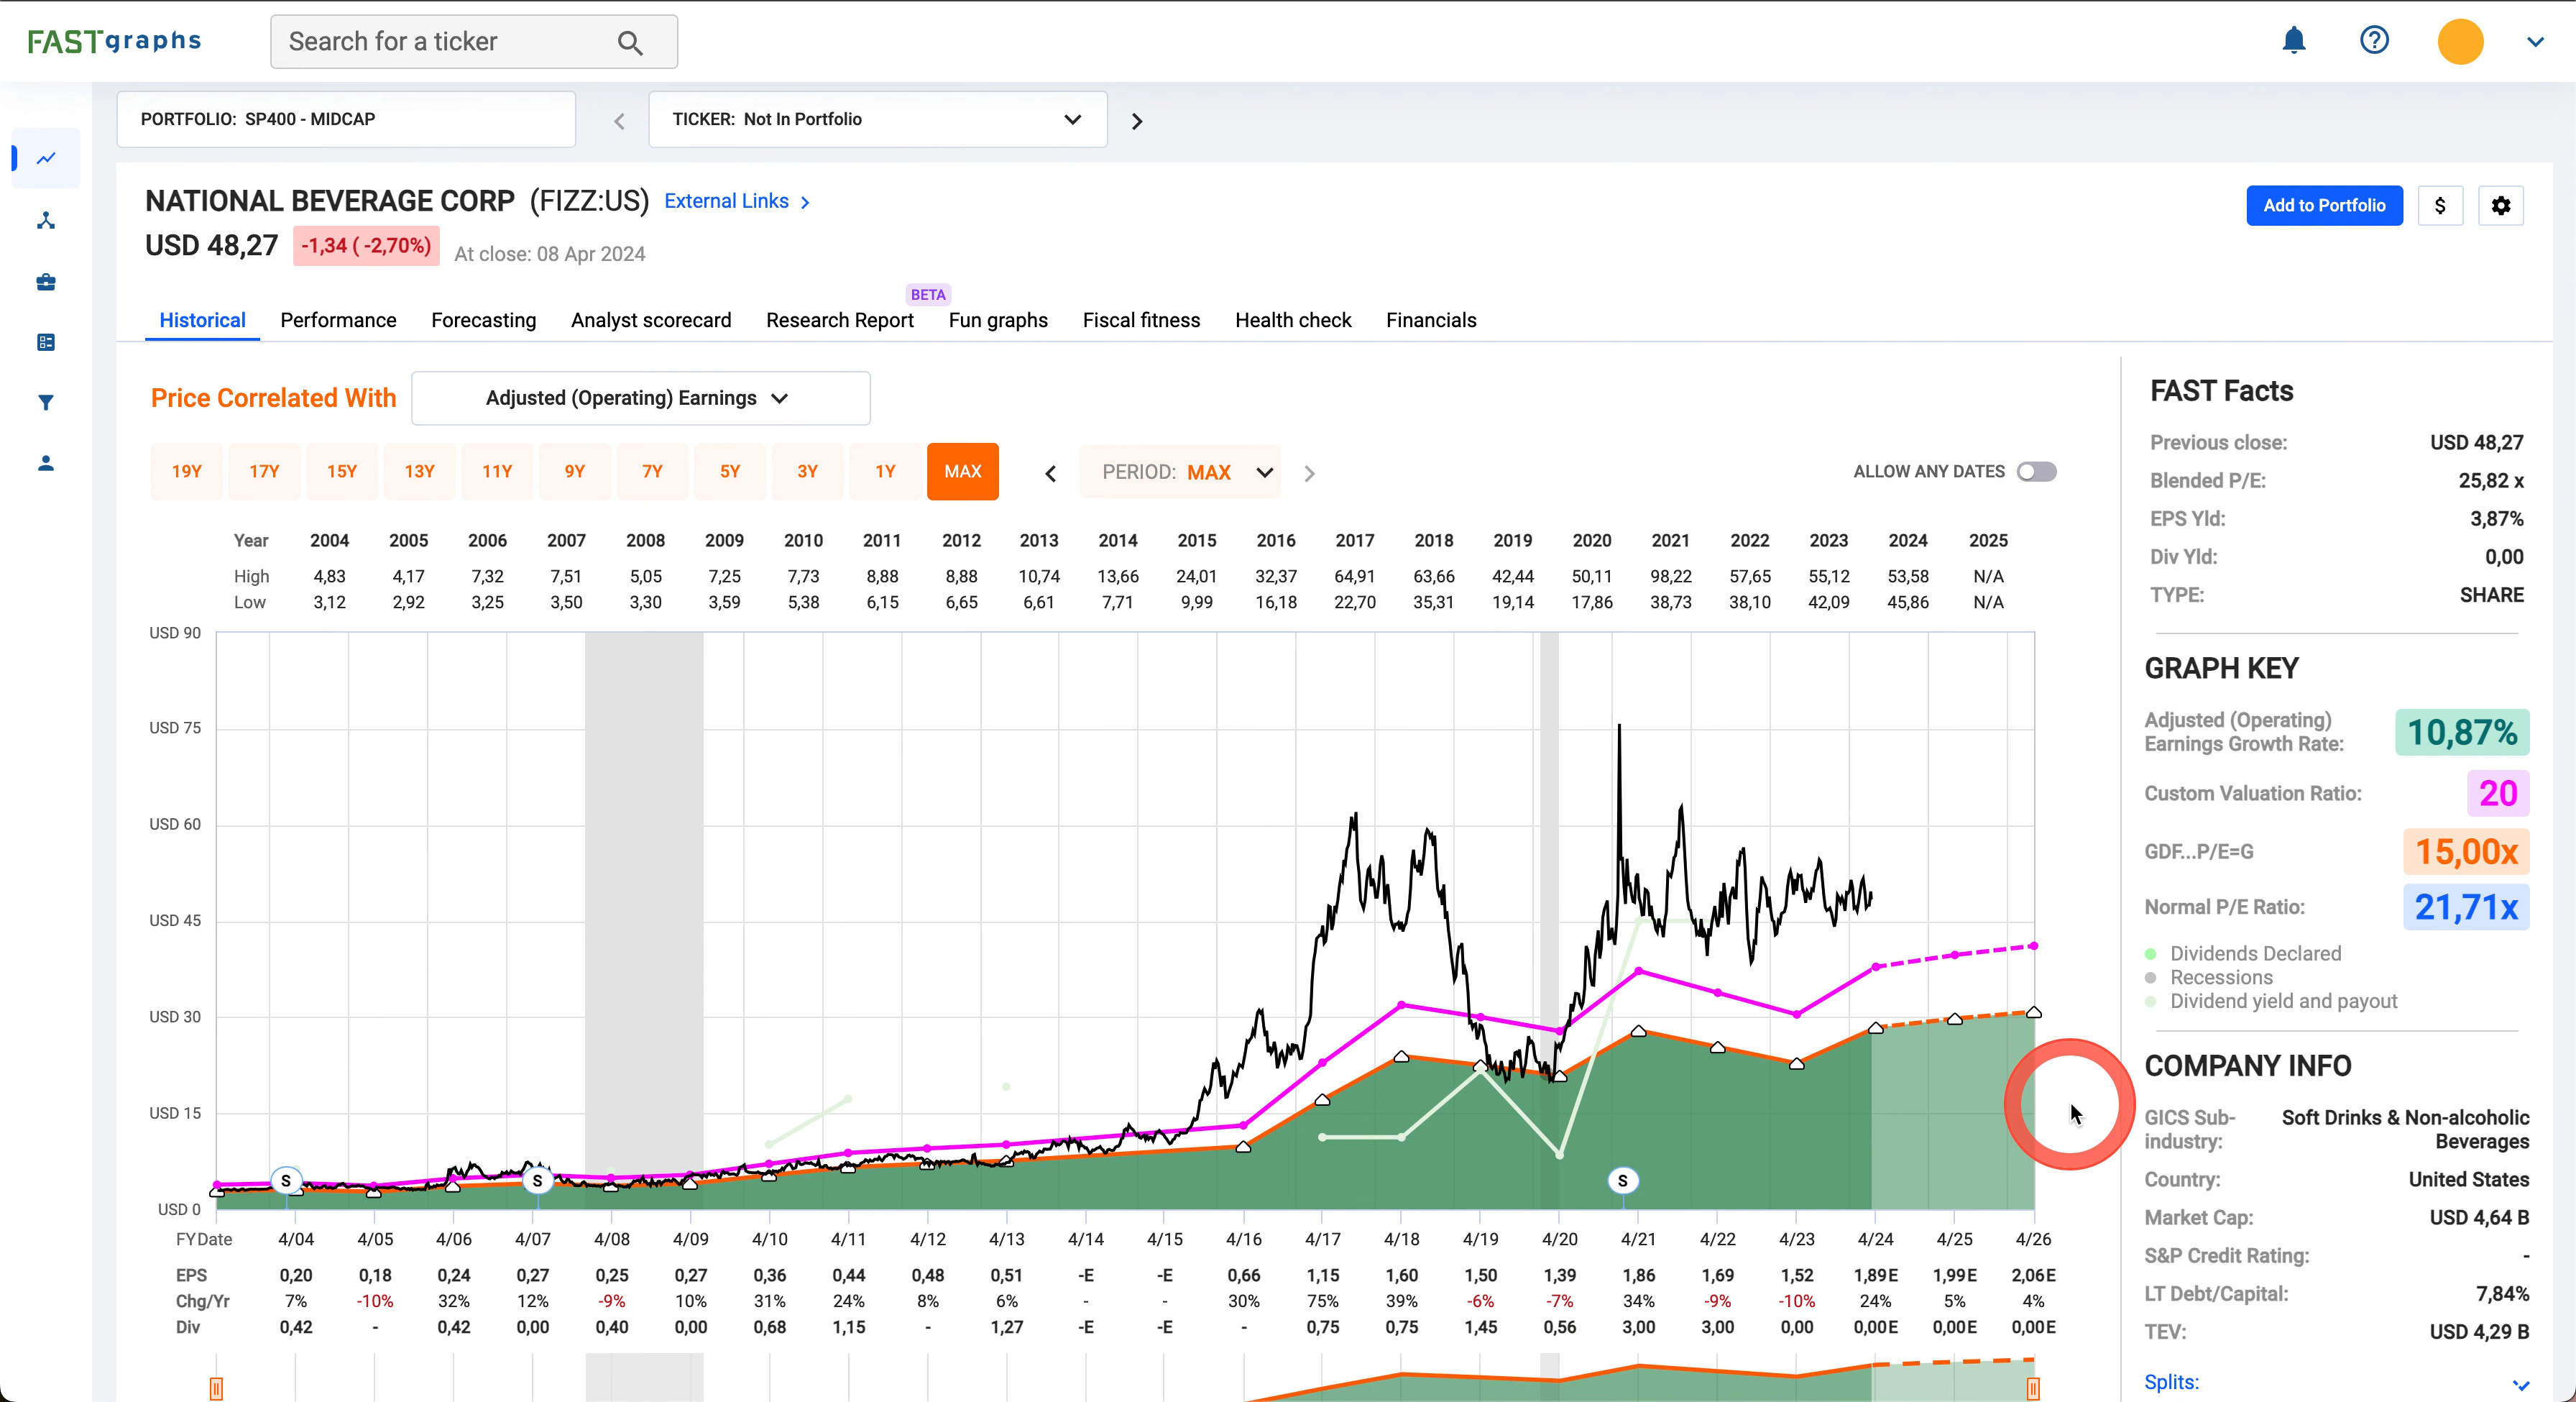 FASTgraphs
Search for a ticker
PORTFOLIO: SP400 - MIDCAP
TICKER: Not In Portfolio
NATIONAL BEVERAGE CORP (FIZZ:US) External Links
Add to Portfolio $
USD 48,27 -1,34 ( -2,70%) At close: 08 Apr 2024
BETA
Historical Performance Forecasting Analyst scorecard Research Report Fun graphs Fiscal fitness Health check Financials
Price Correlated With Adjusted (Operating) Earnings
19Y 17Y 15Y 13Y 11Y 9Y 7Y 5Y 3Y 1Y MAX PERIOD: MAX ALLOW ANY DATES
Year 2004 2005 2006 2007 2008 2009 2010 2011 2012 2013 2014 2015 2016 2017 2018 2019 2020 2021 2022 2023 2024 2025
High 4,83 4,17 7,32 7,51 5,05 7,25 7,73 8,88 8,88 10,74 13,66 24,01 32,37 64,91 63,66 42,44 50,11 98,22 57,65 55,12 53,58 N/A
Low 3,12 2,92 3,25 3,50 3,30 3,59 5,38 6,15 6,65 6,61 7,71 9,99 16,18 22,70 35,31 19,14 17,86 38,73 38,10 42,09 45,86 N/A
USD 90
USD 75
USD 60
USD 45
USD 30
USD 15
USD 0
S S S
FYDate 4/04 4/05 4/06 4/07 4/08 4/09 4/10 4/11 4/12 4/13 4/14 4/15 4/16 4/17 4/18 4/19 4/20 4/21 4/22 4/23 4/24 4/25 4/26
EPS 0,20 0,18 0,24 0,27 0,25 0,27 0,36 0,44 0,48 0,51 -E -E 0,66 1,15 1,60 1,50 1,39 1,86 1,69 1,52 1,89E 1,99E 2,06E
Chg/Yr 7% -10% 32% 12% -9% 10% 31% 24% 8% 6% - - 30% 75% 39% -6% -7% 34% -9% -10% 24% 5% 4%
Div 0,42 - 0,42 0,00 0,40 0,00 0,68 1,15 - 1,27 -E -E - 0,75 0,75 1,45 0,56 3,00 3,00 0,00 0,00E 0,00E 0,00E
FAST Facts
Previous close: USD 48,27
Blended P/E: 25,82 x
EPS Yld: 3,87%
Div Yld: 0,00
TYPE: SHARE
GRAPH KEY
Adjusted (Operating)
Earnings Growth Rate: 10,87%
Custom Valuation Ratio: 20
GDF...P/E=G 15,00x
Normal P/E Ratio: 21,71x
Dividends Declared
Recessions
Dividend yield and payout
COMPANY INFO
GICS Sub- Soft Drinks & Non-alcoholic
industry: Beverages
Country: United States
Market Cap: USD 4,64 B
S&P Credit Rating: -
LT Debt/Capital: 7,84%
TEV: USD 4,29 B
Splits: